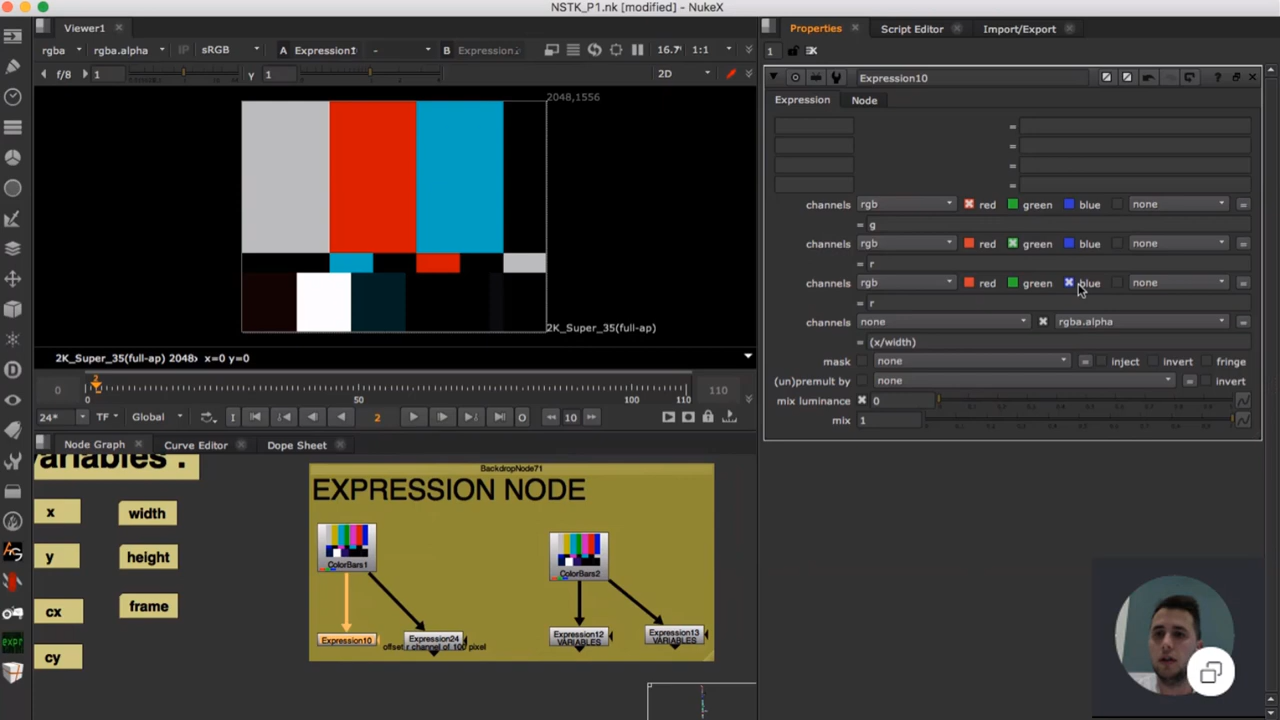 NSTK_P1.nk [modified] - NukeX
Viewer1
Properties
Script Editor
Import/Export
rgba
rgba.alpha
IP
sRGB
A Expression1
-
B Expression
16.7
1:1
1
f/8
1
γ 1
2D
Expression10
Expression
Node
2048,1556
=
=
=
=
channels rgb red green blue none =
= g
channels rgb red green blue none =
= r
channels rgb red green blue none =
= r
channels none rgba.alpha =
= (x/width)
mask none = inject invert fringe
(un)premult by none = invert
mix luminance 0
mix 1
2K_Super_35(full-ap)
2K_Super_35(full-ap) 2048> x=0 y=0
0
2
50
100
110
110
24*
TF
Global
I
2
O
10
Node Graph
Curve Editor
Dope Sheet
ariables :
x
width
y
height
cx
frame
cy
BackdropNode71
EXPRESSION NODE
ColorBars1
ColorBars2
Expression10
Expression24
offset r channel of 100 pixel
Expression12
VARIABLES
Expression13
VARIABLES